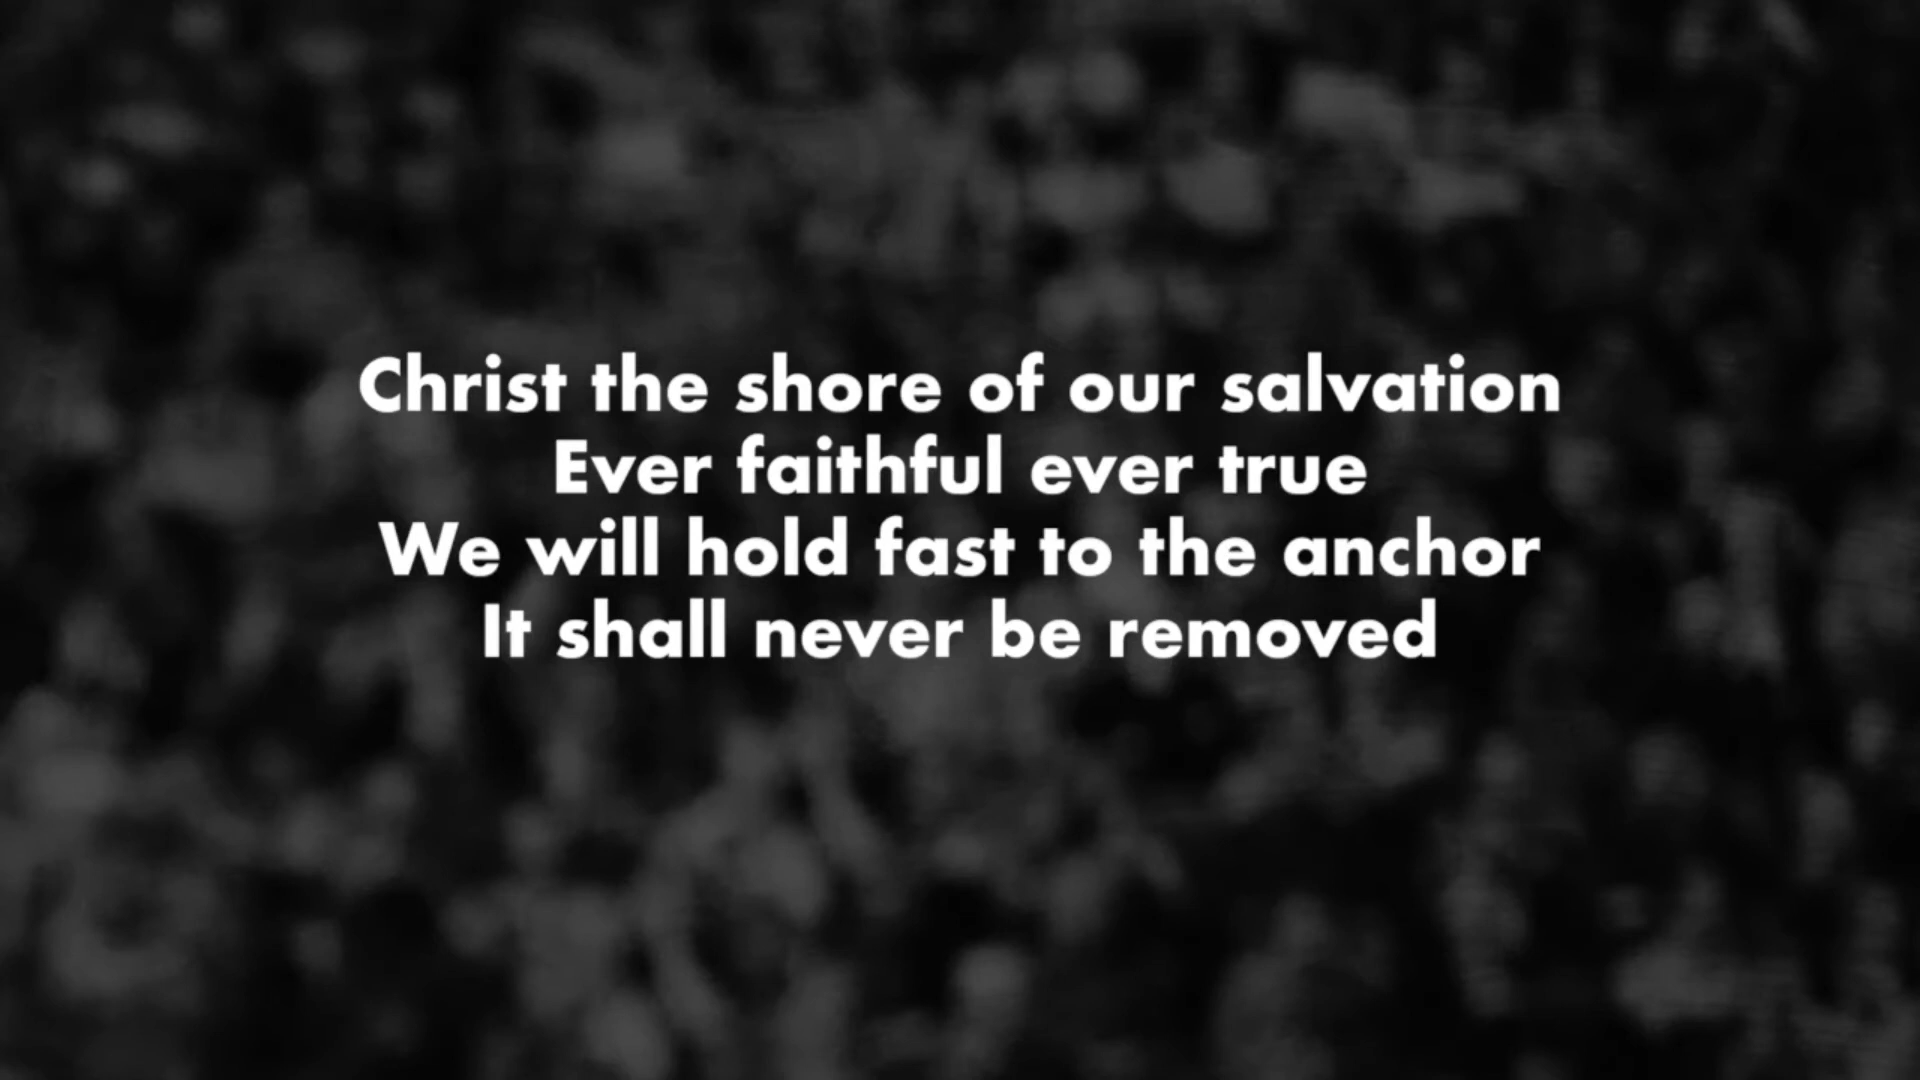 Christ the shore of our salvation
Ever faithful ever true
We will hold fast to the anchor
It shall never be removed